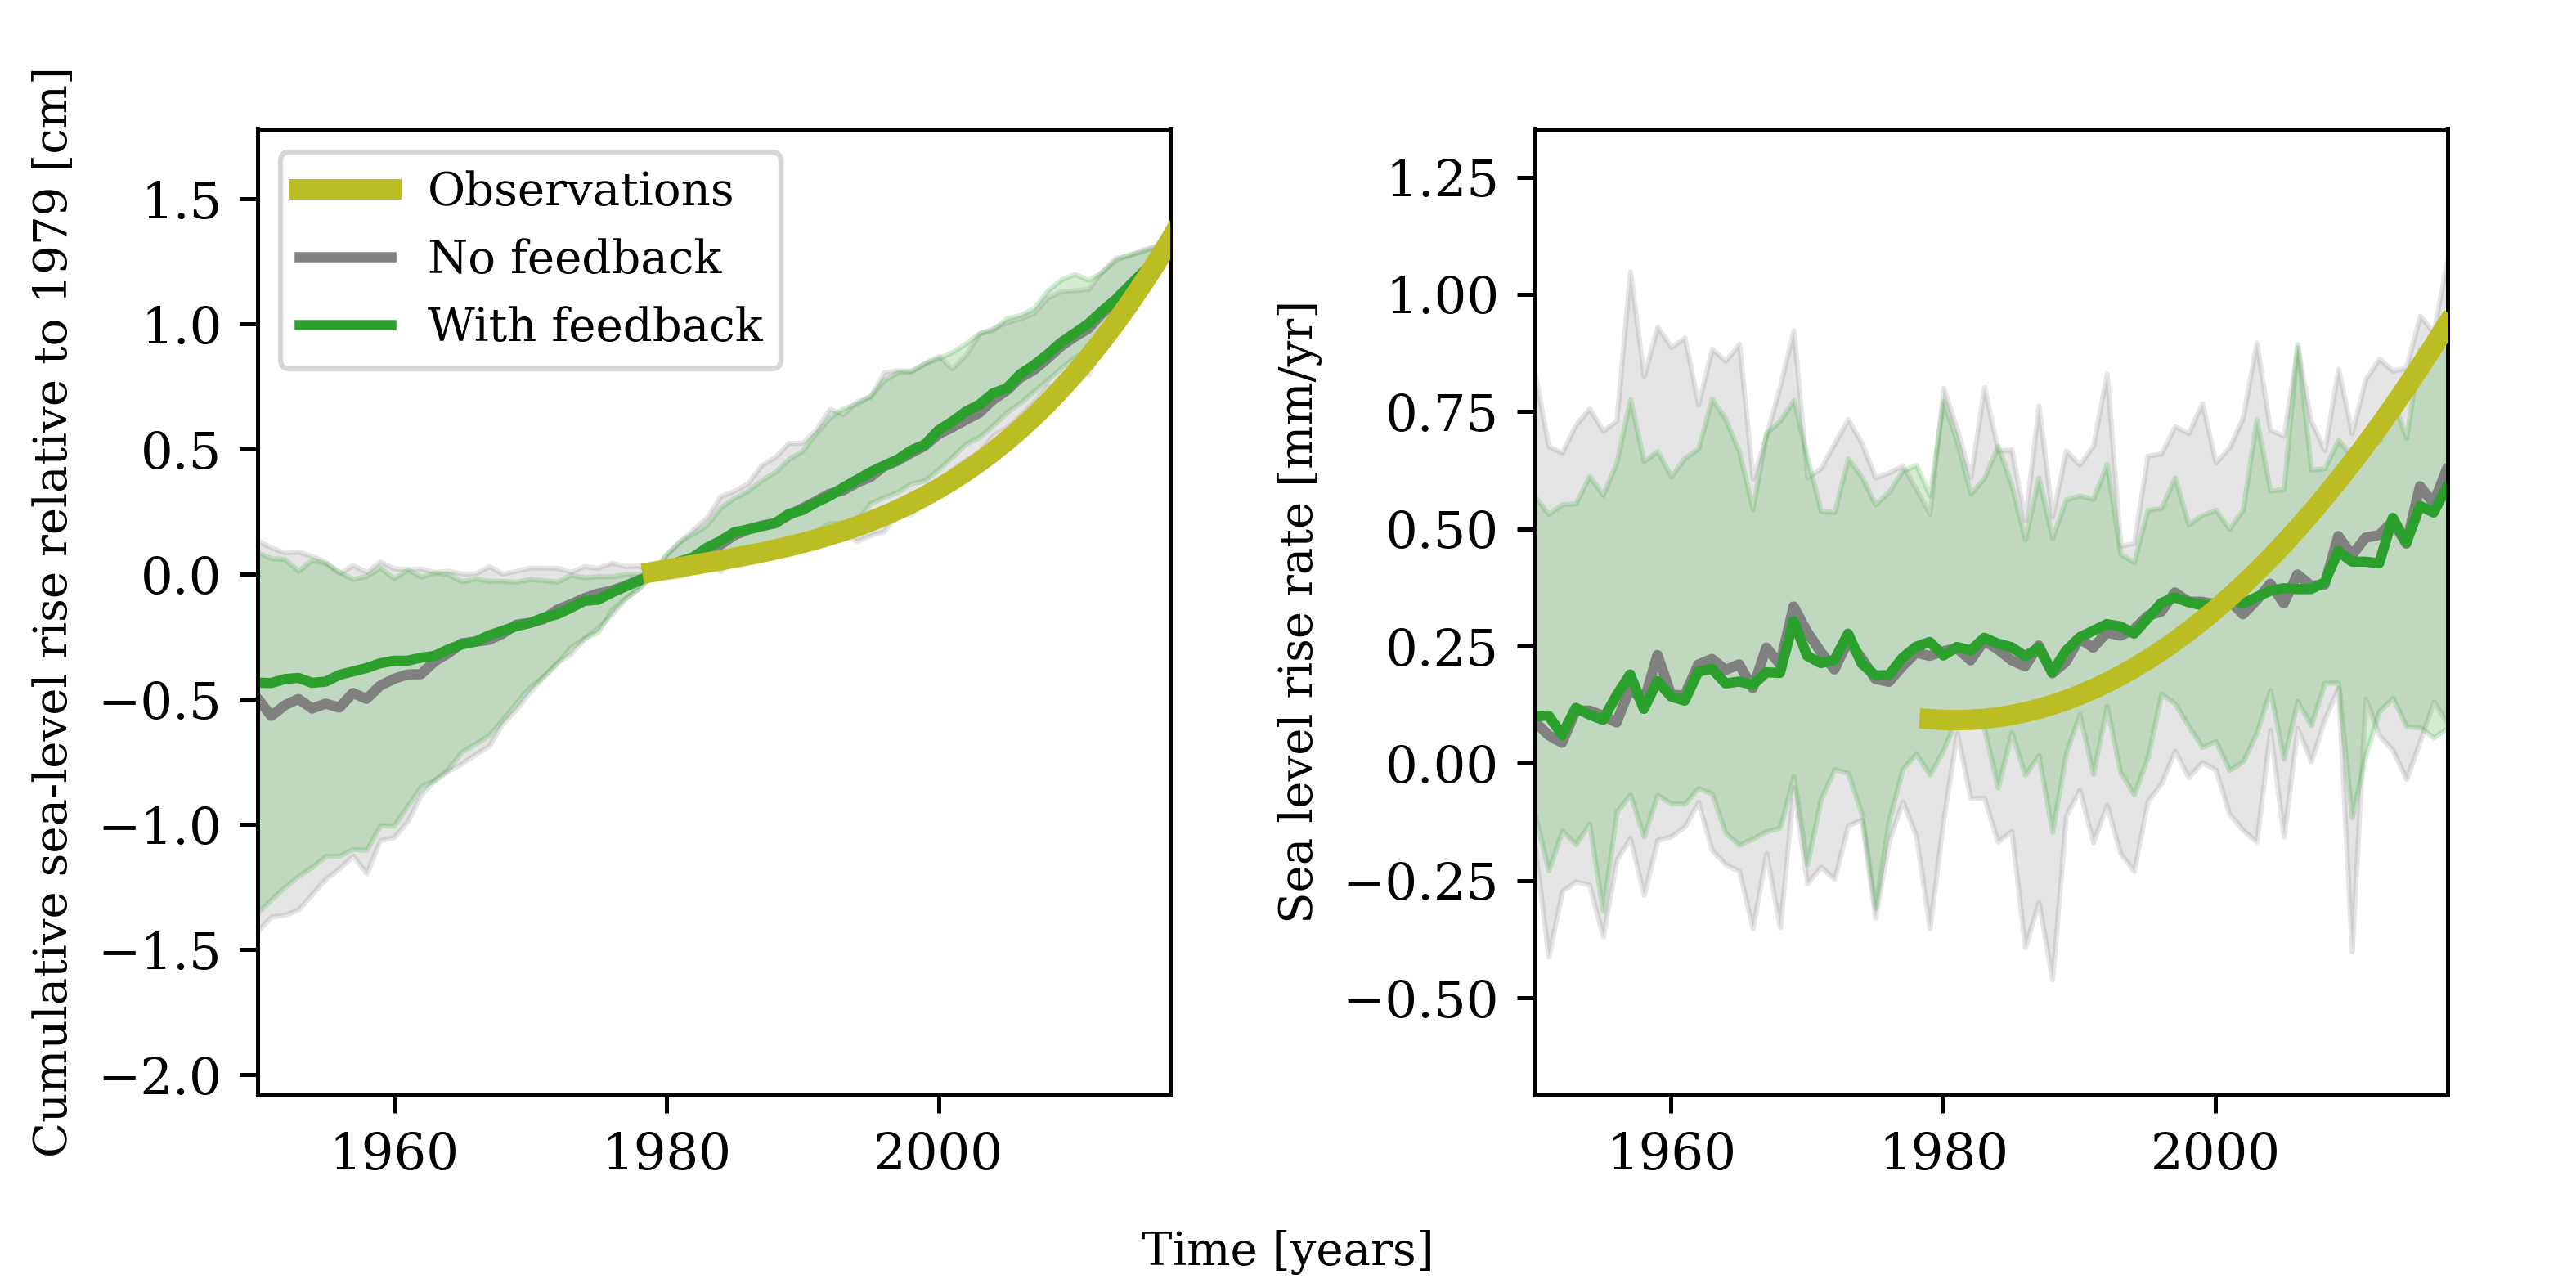 Cumulative sea-level rise relative to 1979 [cm]
1.5
1.0
0.5
0.0
−0.5
−1.0
−1.5
−2.0
Observations
No feedback
With feedback
1960 1980 2000
Sea level rise rate [mm/yr]
1.25
1.00
0.75
0.50
0.25
0.00
−0.25
−0.50
1960 1980 2000
Time [years]